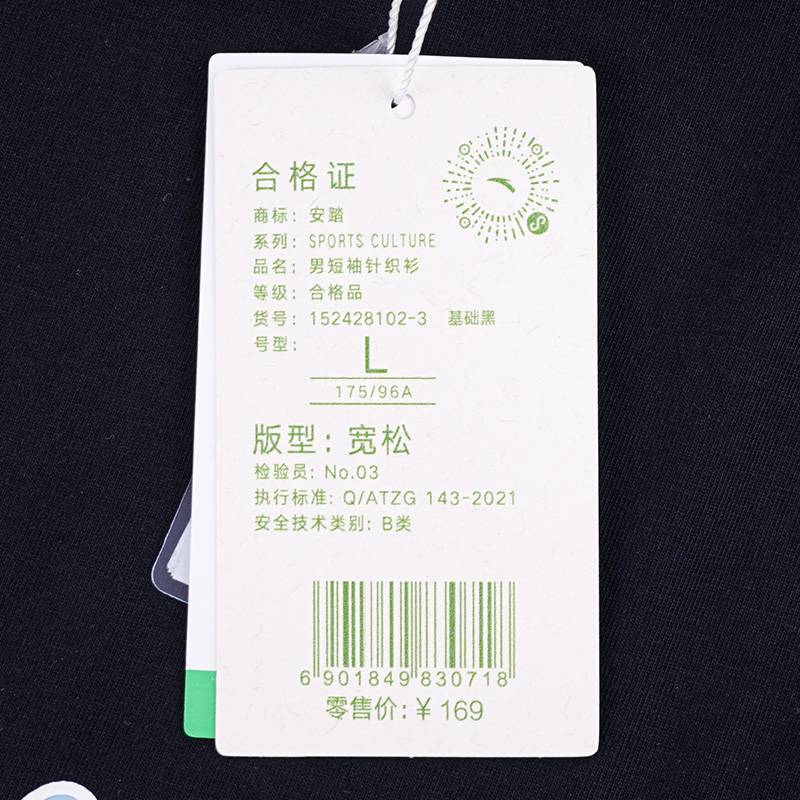 合格证
商标：安踏
系列：SPORTS CULTURE
品名：男短袖针织衫
等级：合格品
货号：152428102-3 基础黑
号型：L
175/96A
版型：宽松
检验员：No.03
执行标准：Q/ATZG 143-2021
安全技术类别：B类
6 901849 830718
零售价：¥ 169